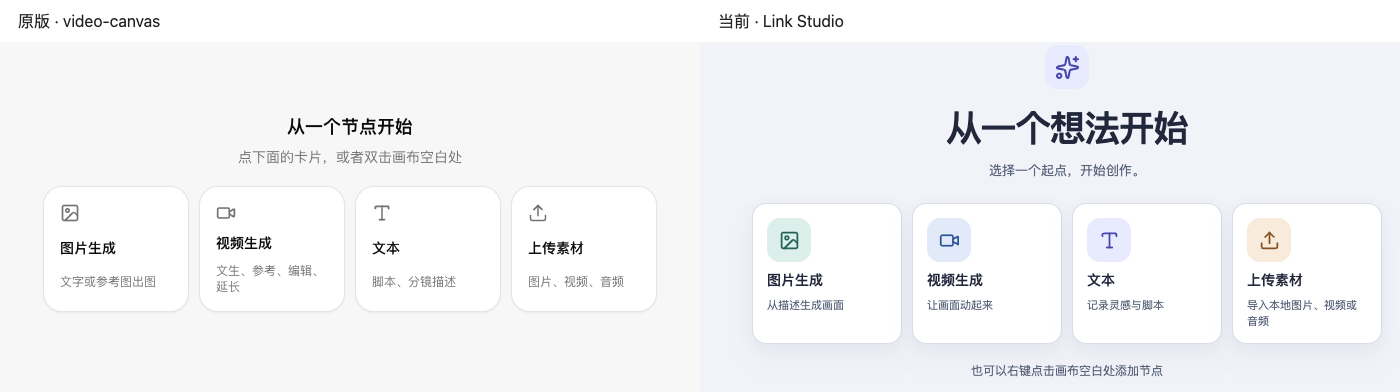 原版 · video-canvas
从一个节点开始
点下面的卡片，或者双击画布空白处
图片生成
文字或参考图出图
视频生成
文生、参考、编辑、
延长
文本
脚本、分镜描述
上传素材
图片、视频、音频
当前 · Link Studio
从一个想法开始
选择一个起点，开始创作。
图片生成
从描述生成画面
视频生成
让画面动起来
文本
记录灵感与脚本
上传素材
导入本地图片、视频或
音频
也可以右键点击画布空白处添加节点